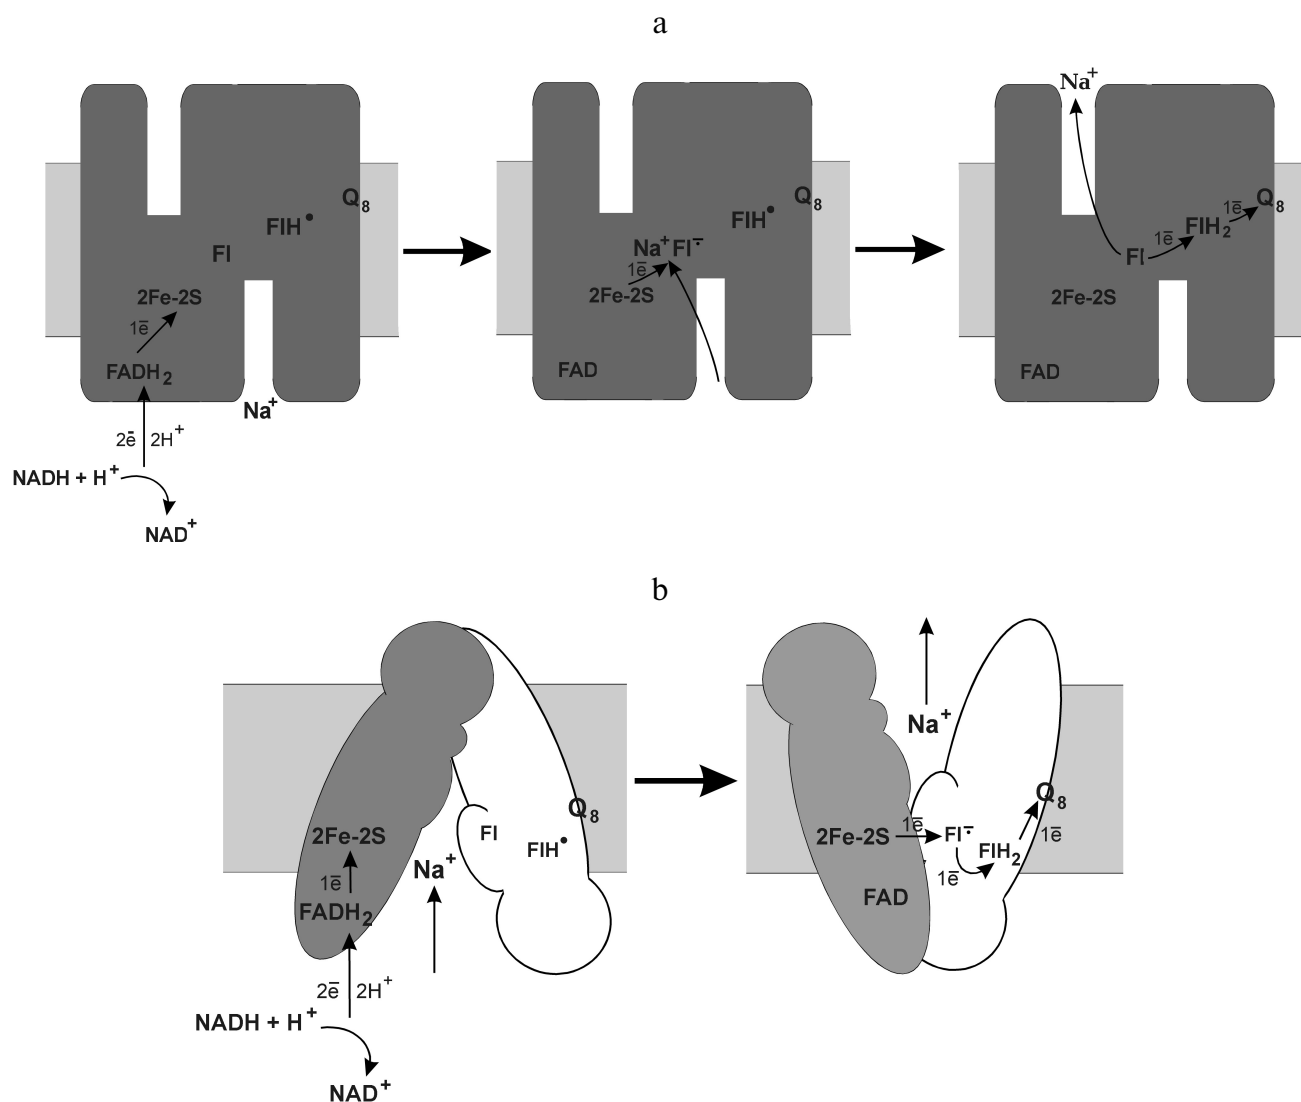 a
Na+
Q8
FlH•
Fl
2Fe-2S
1ē
FADH2
Na+
2ē 2H+
NADH + H+
NAD+
Q8
FlH•
Na+ Fl•−
1ē
2Fe-2S
FAD
1ē Q8
FlH2
1ē
Fl
2Fe-2S
FAD
b
Q8
2Fe-2S
Fl
FlH•
Na+
1ē
FADH2
2ē 2H+
NADH + H+
NAD+
Na+
Q8
1ē
2Fe-2S
Fl•−
1ē
FlH2
1ē
FAD